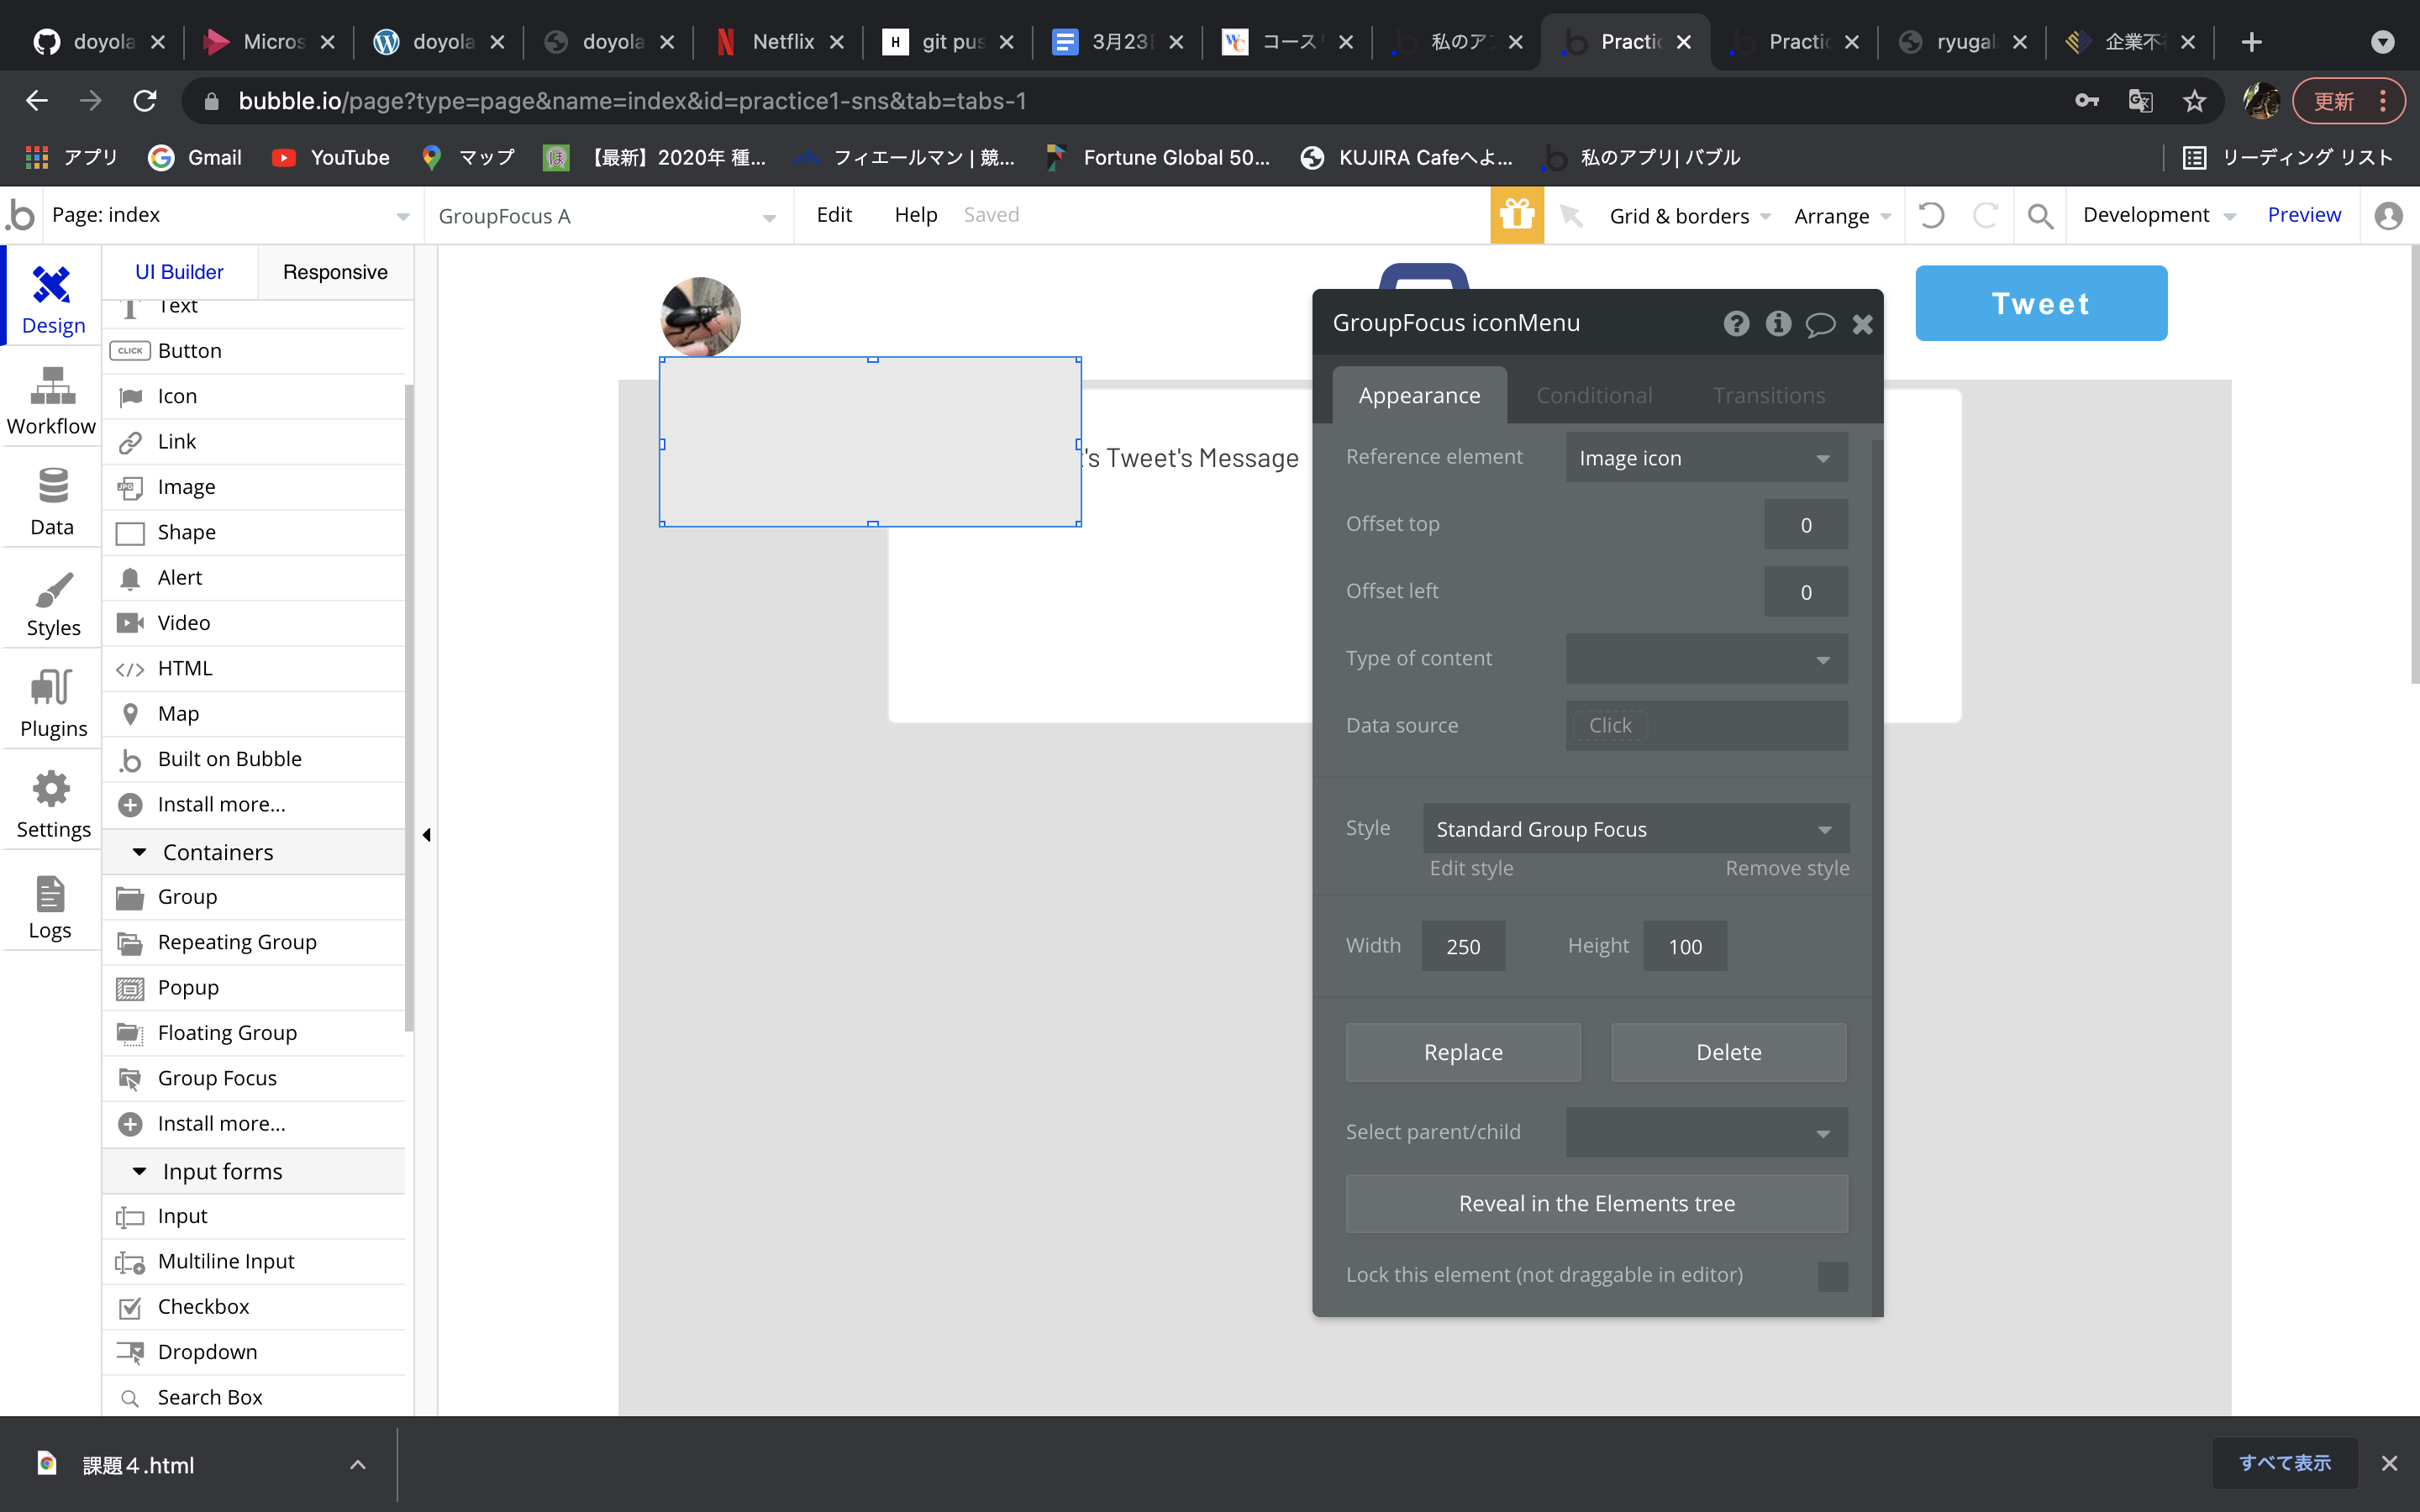 doyola
Micros
doyola
doyola
Netflix
git pus
3月23
コース
私のア
Practic
Practic
ryugal
企業不
bubble.io/page?type=page&name=index&id=practice1-sns&tab=tabs-1
更新
アプリ
Gmail
YouTube
マップ
【最新】2020年 種...
フィエールマン | 競...
Fortune Global 50...
KUJIRA Cafeへよ...
私のアプリ| バブル
リーディング リスト
Page: index
GroupFocus A
Edit
Help
Saved
Grid & borders
Arrange
Development
Preview
Design
Workflow
Data
Styles
Plugins
Settings
Logs
UI Builder
Responsive
Text
CLICK Button
Icon
Link
Image
Shape
Alert
Video
</> HTML
Map
Built on Bubble
Install more...
Containers
Group
Repeating Group
Popup
Floating Group
Group Focus
Install more...
Input forms
Input
Multiline Input
Checkbox
Dropdown
Search Box
Tweet
's Tweet's Message
GroupFocus iconMenu
Appearance
Conditional
Transitions
Reference element
Image icon
Offset top
0
Offset left
0
Type of content
Data source
Click
Style
Standard Group Focus
Edit style
Remove style
Width
250
Height
100
Replace
Delete
Select parent/child
Reveal in the Elements tree
Lock this element (not draggable in editor)
課題４.html
すべて表示